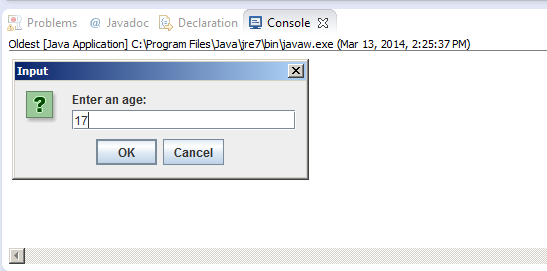 Problems @ Javadoc Declaration Console
Oldest [Java Application] C:\Program Files\Java\jre7\bin\javaw.exe (Mar 13, 2014, 2:25:37 PM)
Input
Enter an age:
17
OK Cancel